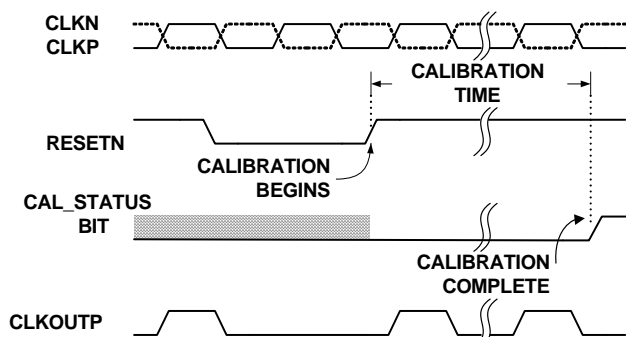 CLKN
CLKP
CALIBRATION
TIME
RESETN
CALIBRATION
BEGINS
CAL_STATUS
BIT
CALIBRATION
COMPLETE
CLKOUTP